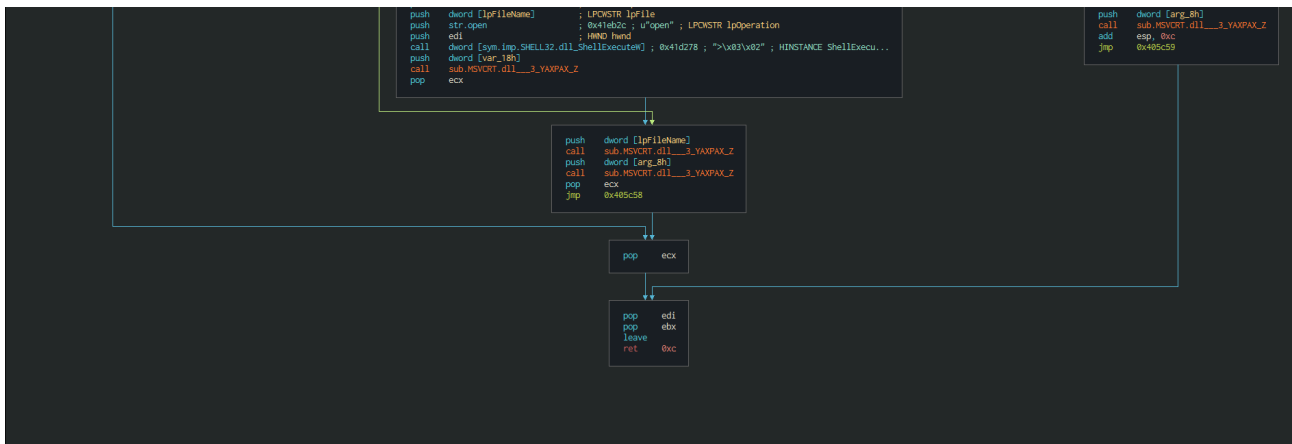 push dword [lpFileName] ; LPCWSTR lpFile
push str.open ; 0x41eb2c ; u"open" ; LPCWSTR lpOperation
push edi ; HWND hwnd
call dword [sym.imp.SHELL32.dll_ShellExecuteW] ; 0x41d278 ; ">\x03\x02" ; HINSTANCE ShellExecu...
push dword [var_18h]
call sub.MSVCRT.dll___3_YAXPAX_Z
pop ecx
push dword [arg_8h]
call sub.MSVCRT.dll___3_YAXPAX_Z
add esp, 0xc
jmp 0x405c59
push dword [lpFileName]
call sub.MSVCRT.dll___3_YAXPAX_Z
push dword [arg_8h]
call sub.MSVCRT.dll___3_YAXPAX_Z
pop ecx
jmp 0x405c58
pop ecx
pop edi
pop ebx
leave
ret 0xc